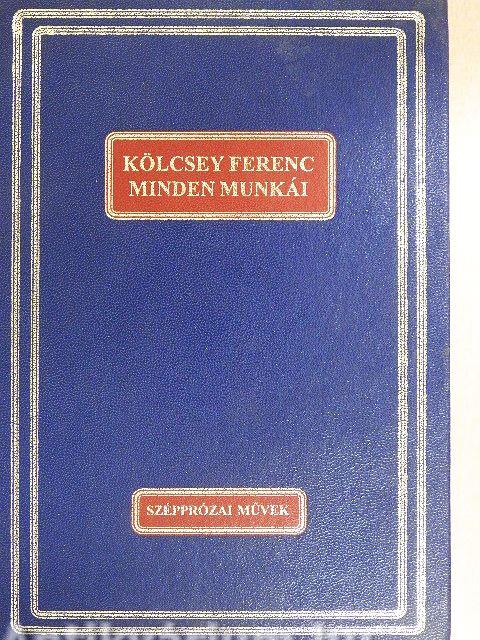 KÖLCSEY FERENC
MINDEN MUNKÁI
SZÉPPRÓZAI MŰVEK